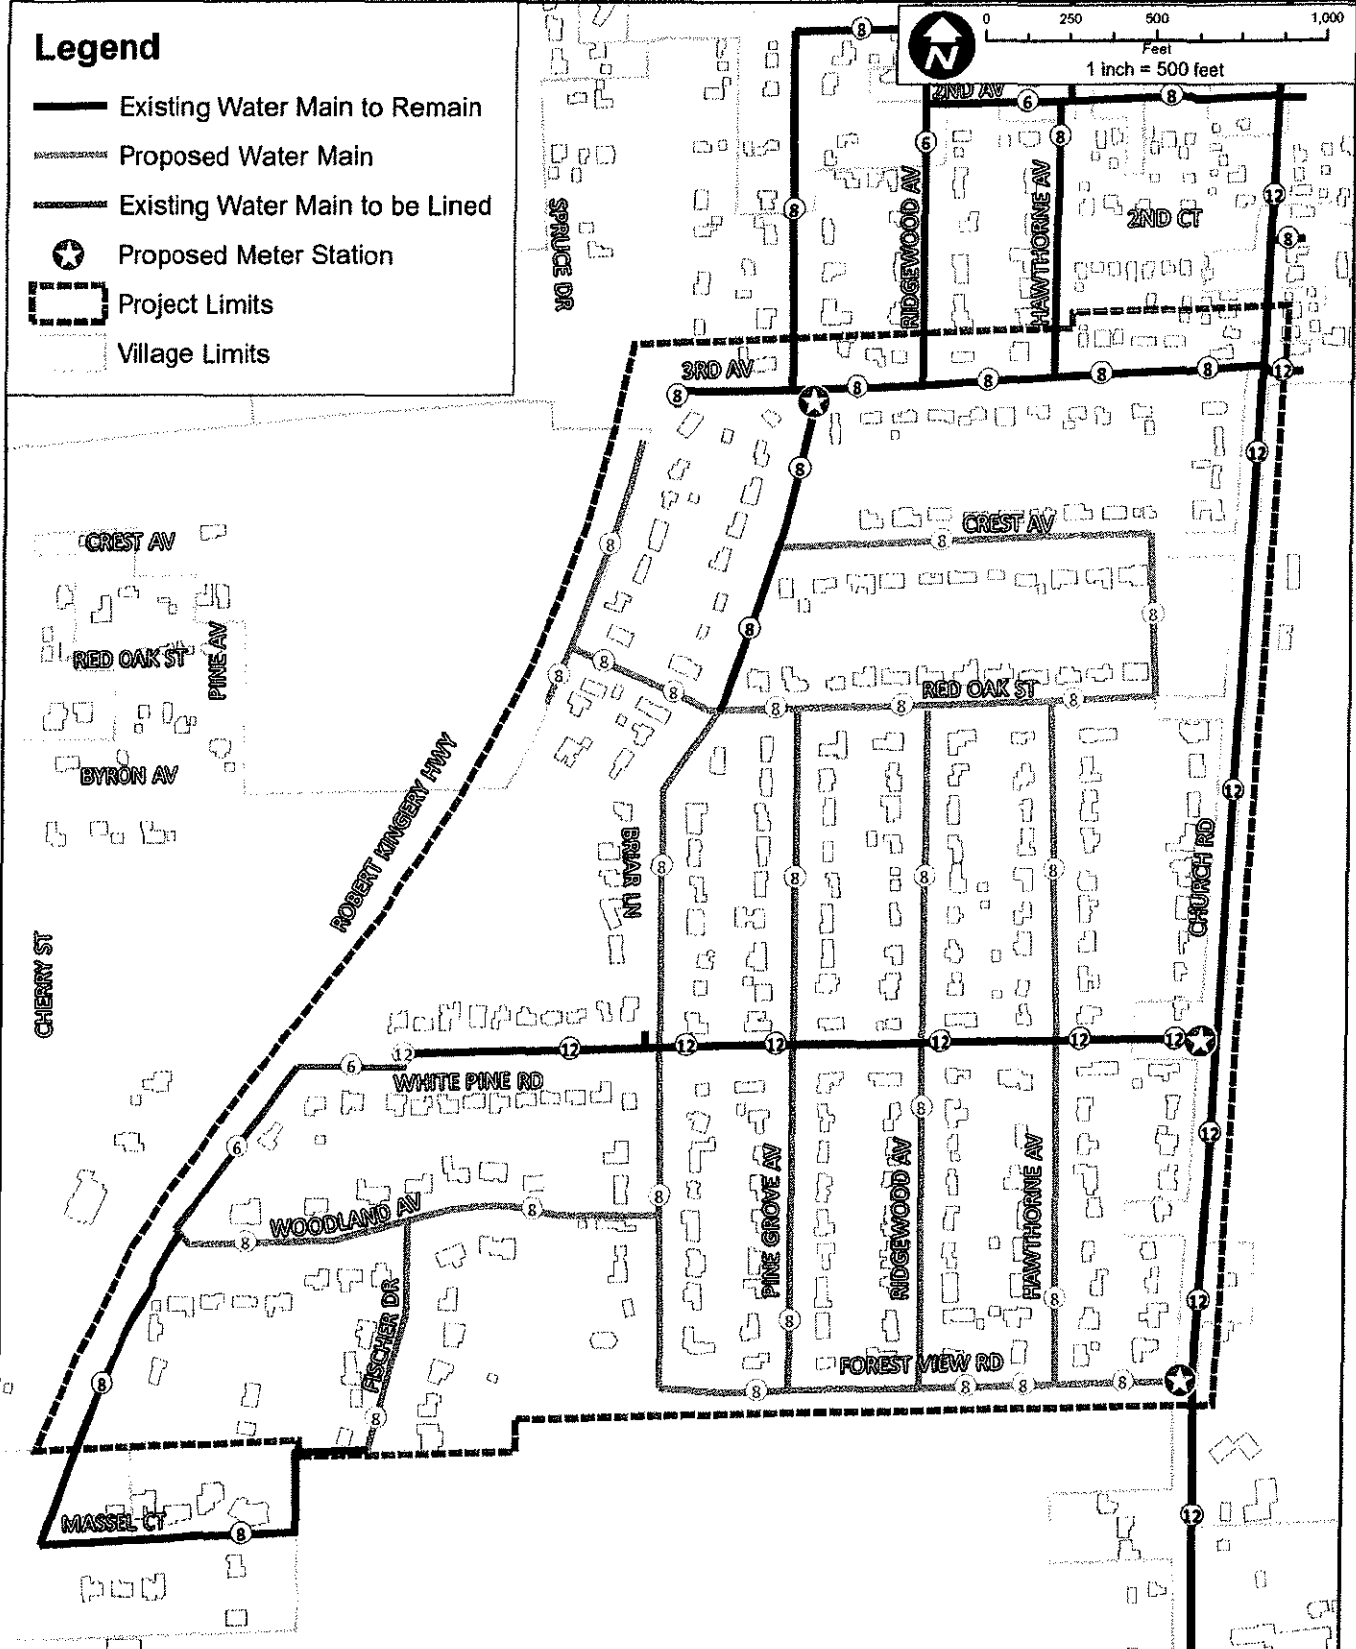 Legend
Existing Water Main to Remain
Proposed Water Main
Existing Water Main to be Lined
Proposed Meter Station
Project Limits
Village Limits
N
0 250 500 1,000
Feet
1 inch = 500 feet
8
2ND AV
6
8
6
8
8
12
8
SPRUCE DR
RIDGEWOOD AV
HAWTHORNE AV
2ND CT
3RD AV
8
8
8
8
8
12
8
12
CREST AV
8
8
8
8
RED OAK ST
8
8
8
8
8
8
8
CREST AV
RED OAK ST
PINE AV
BYRON AV
ROBERT KINGERY HWY
BRIAR LN
8
8
8
8
12
CHURCH RD
CHERRY ST
6
12
12
12
12
12
12
12
WHITE PINE RD
6
8
12
8
WOODLAND AV
8
8
PINE GROVE AV
RIDGEWOOD AV
HAWTHORNE AV
FISCHER DR
8
8
12
8
8
FOREST VIEW RD
8
8
8
8
MASSEL CT
8
12